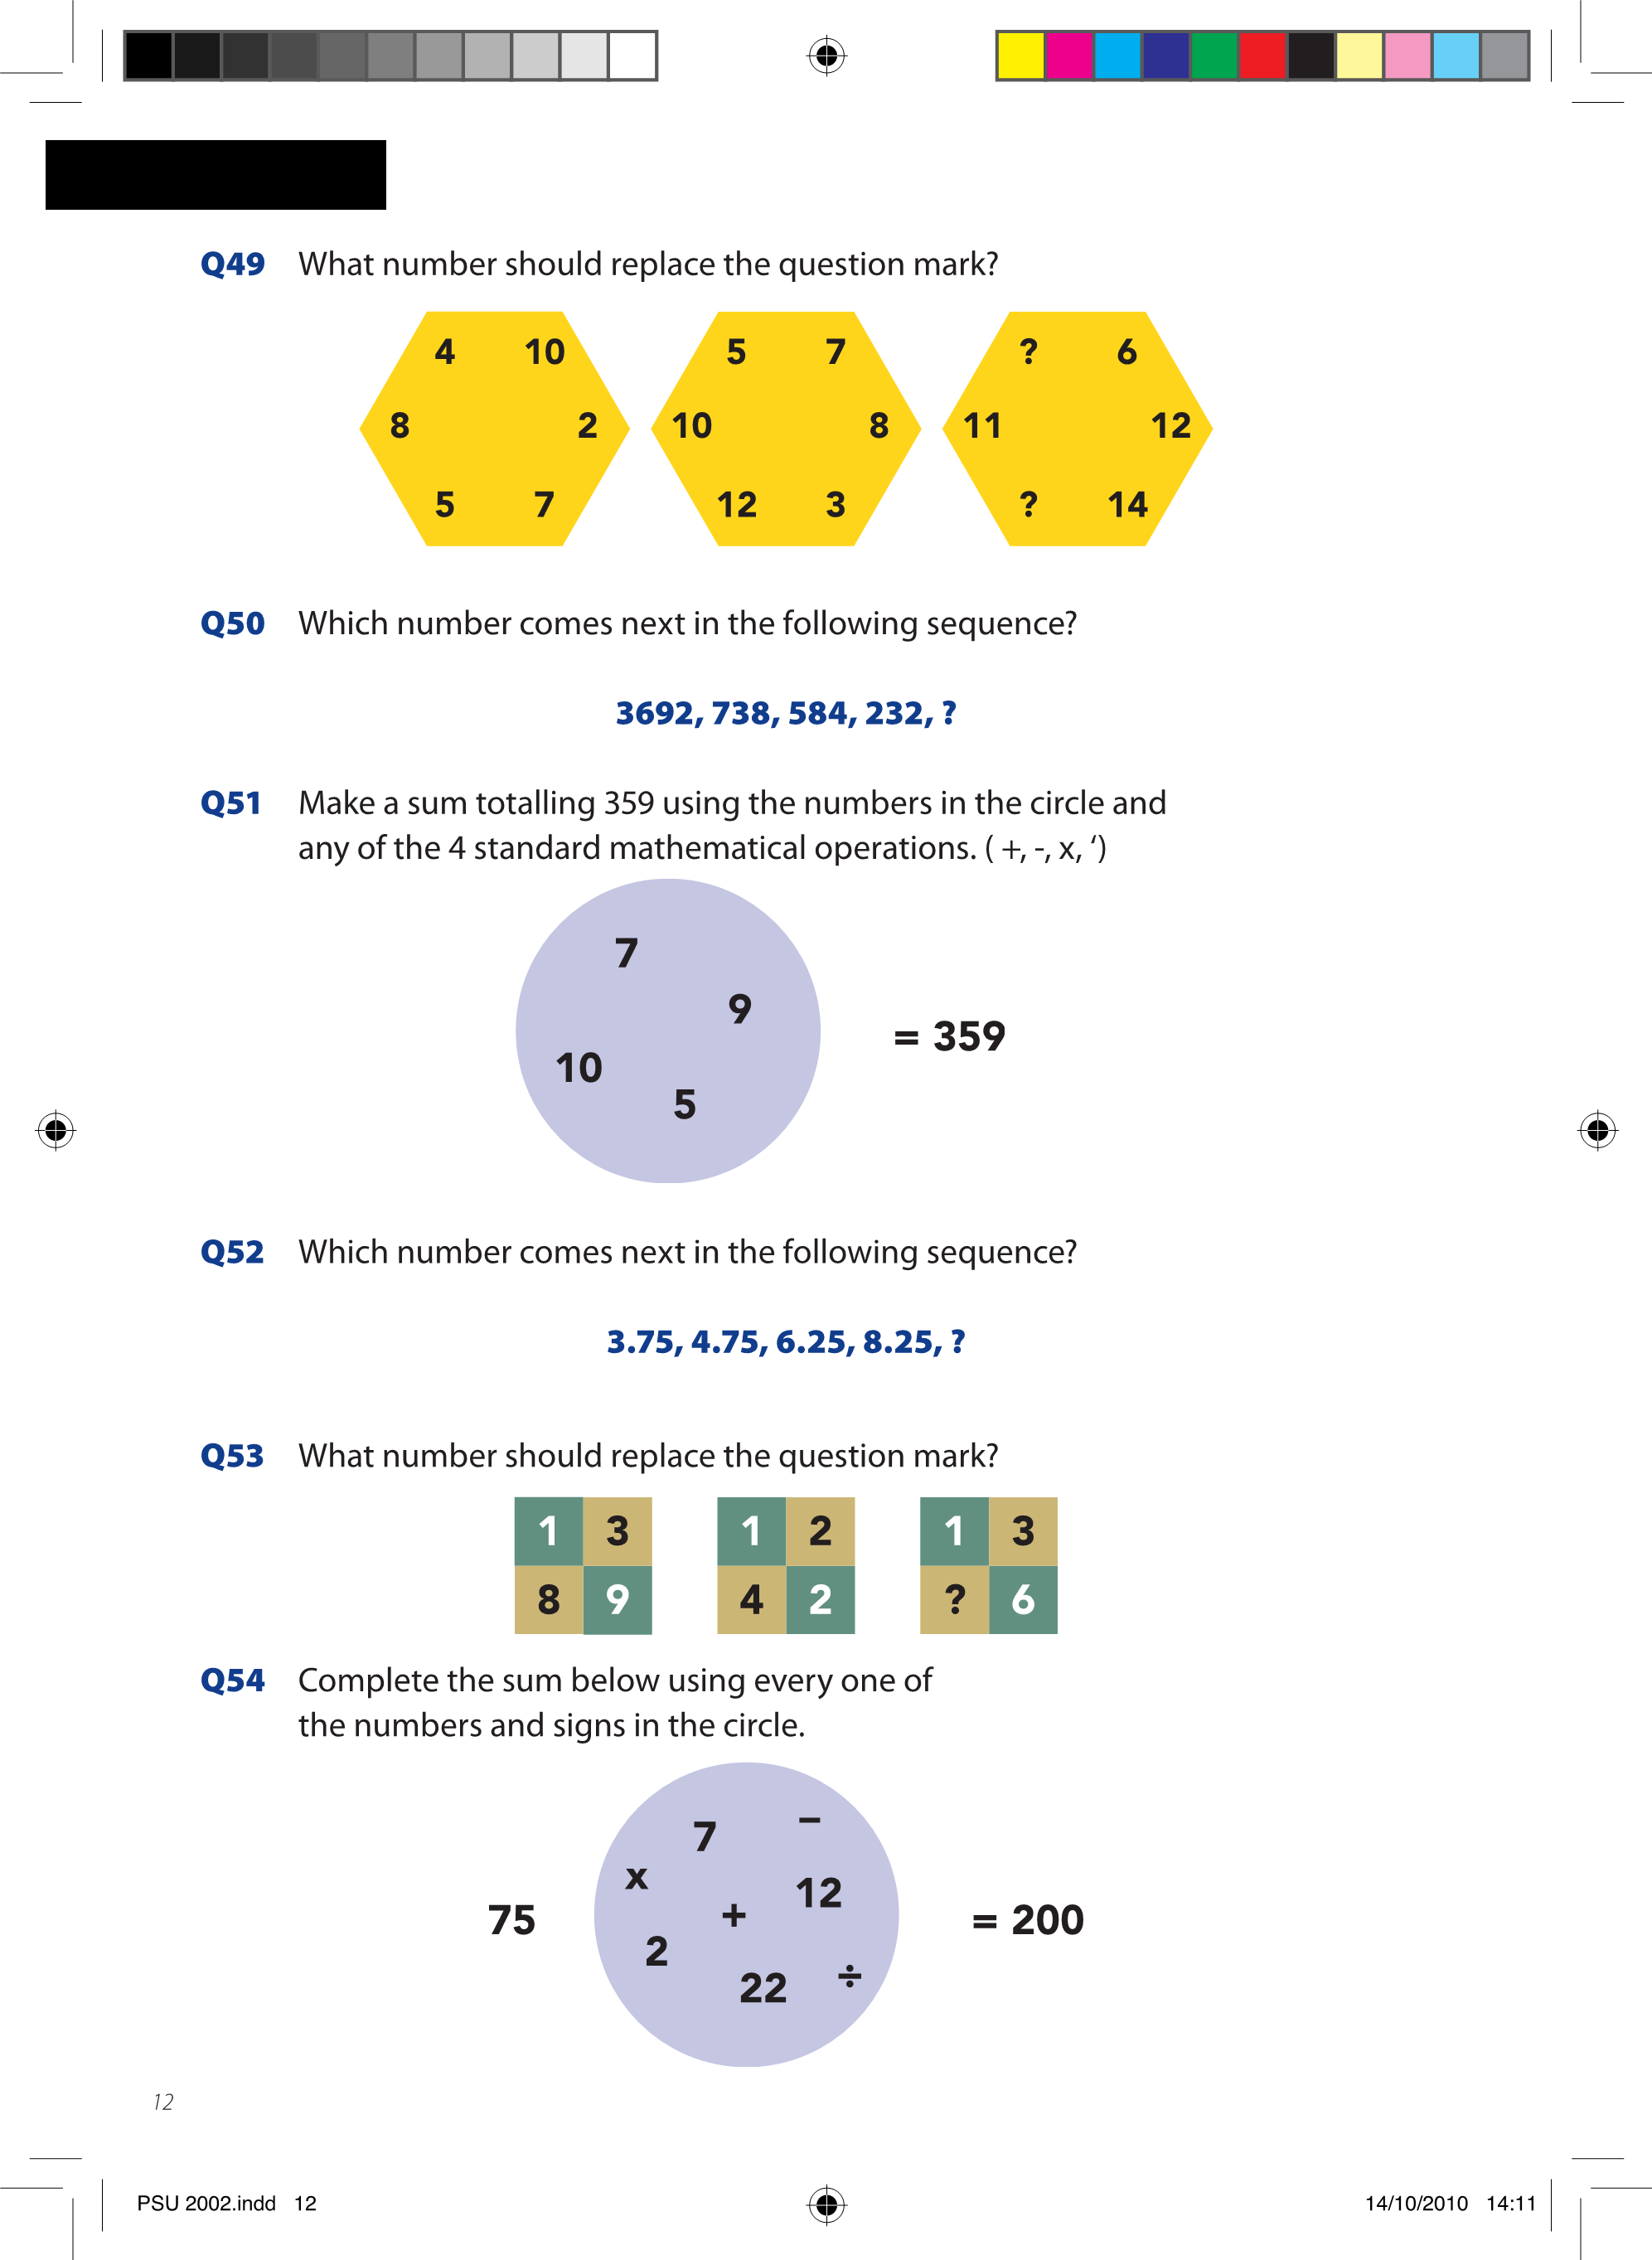 Q49 What number should replace the question mark?
4 10 5 7 ? 6
8 2 10 8 11 12
5 7 12 3 ? 14
Q50 Which number comes next in the following sequence?
3692, 738, 584, 232, ?
Q51 Make a sum totalling 359 using the numbers in the circle and
any of the 4 standard mathematical operations. ( +, -, x, ‘)
7
9
= 359
10
5
Q52 Which number comes next in the following sequence?
3.75, 4.75, 6.25, 8.25, ?
Q53 What number should replace the question mark?
1 3 1 2 1 3
8 9 4 2 ? 6
Q54 Complete the sum below using every one of
the numbers and signs in the circle.
7 –
x 12
75 + = 200
2
22 ÷
12
PSU 2002.indd 12 14/10/2010 14:11